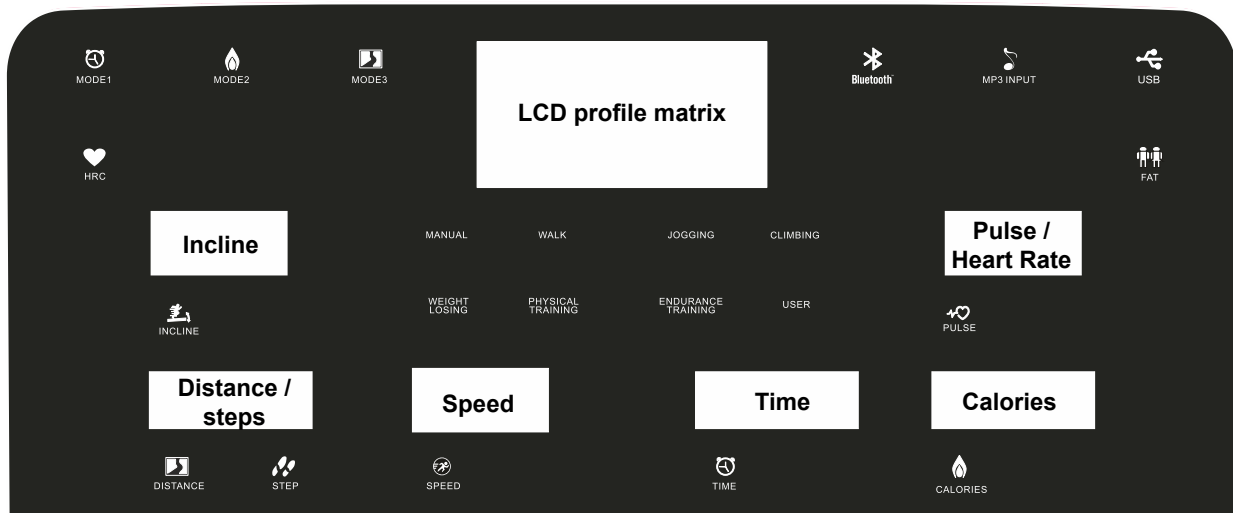 MODE1
MODE2
MODE3
LCD profile matrix
Bluetooth
MP3 INPUT
USB
HRC
FAT
Incline
MANUAL
WALK
JOGGING
CLIMBING
Pulse /
Heart Rate
INCLINE
WEIGHT
LOSING
PHYSICAL
TRAINING
ENDURANCE
TRAINING
USER
PULSE
Distance /
steps
Speed
Time
Calories
DISTANCE
STEP
SPEED
TIME
CALORIES